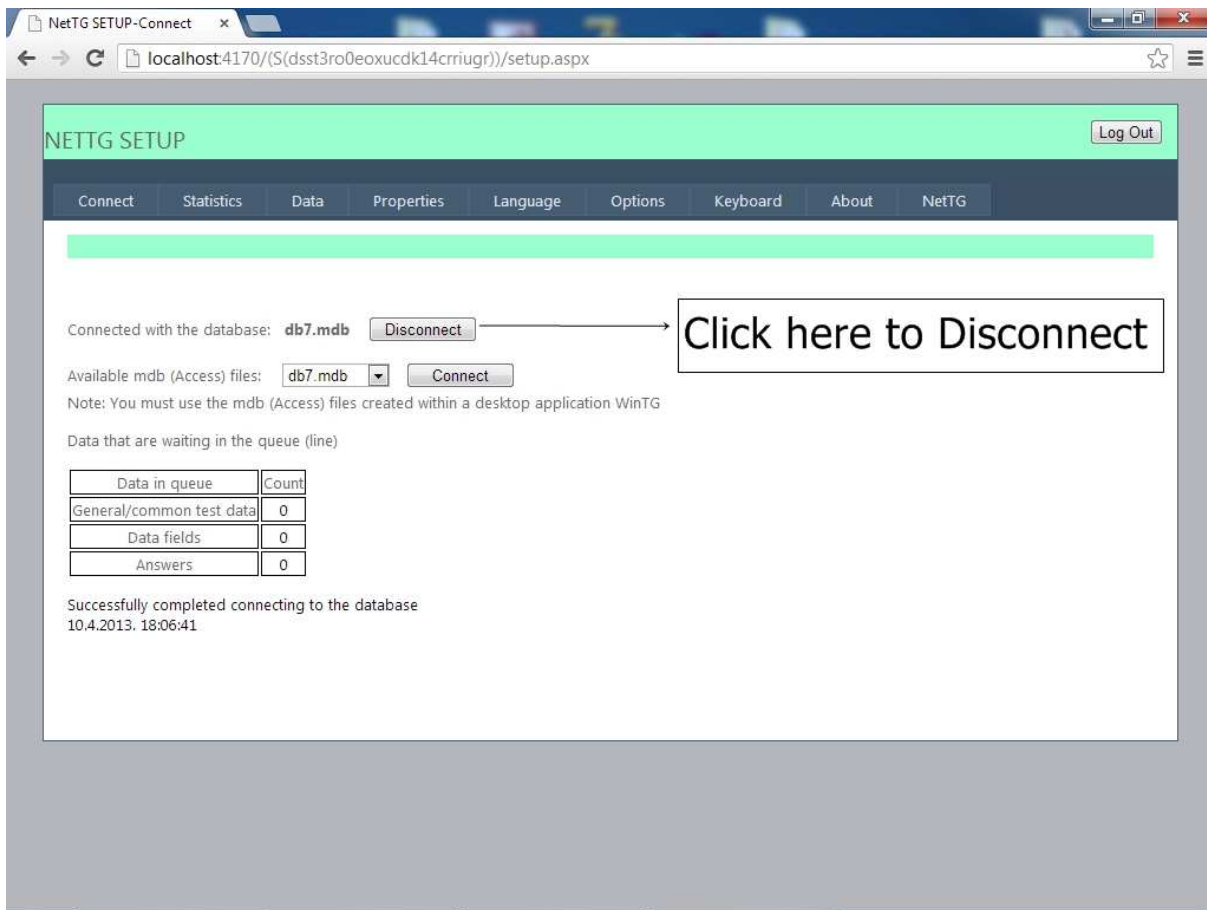 NetTG SETUP-Connect
localhost:4170/(S(dsst3ro0eoxucdk14crriugr))/setup.aspx
NETTG SETUP
Log Out
Connect Statistics Data Properties Language Options Keyboard About NetTG
Connected with the database: db7.mdb Disconnect
Click here to Disconnect
Available mdb (Access) files: db7.mdb Connect
Note: You must use the mdb (Access) files created within a desktop application WinTG
Data that are waiting in the queue (line)
Data in queue Count
General/common test data 0
Data fields 0
Answers 0
Successfully completed connecting to the database
10.4.2013. 18:06:41